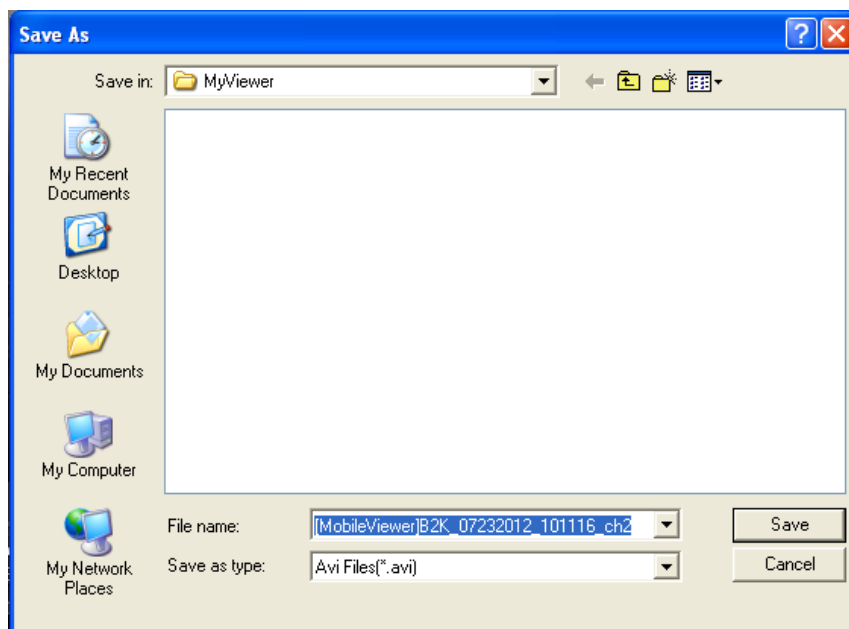 Save As
Save in: MyViewer
My Recent
Documents
Desktop
My Documents
My Computer
My Network
Places
File name: [MobileViewer]B2K_07232012_101116_ch2 Save
Save as type: Avi Files(*.avi) Cancel